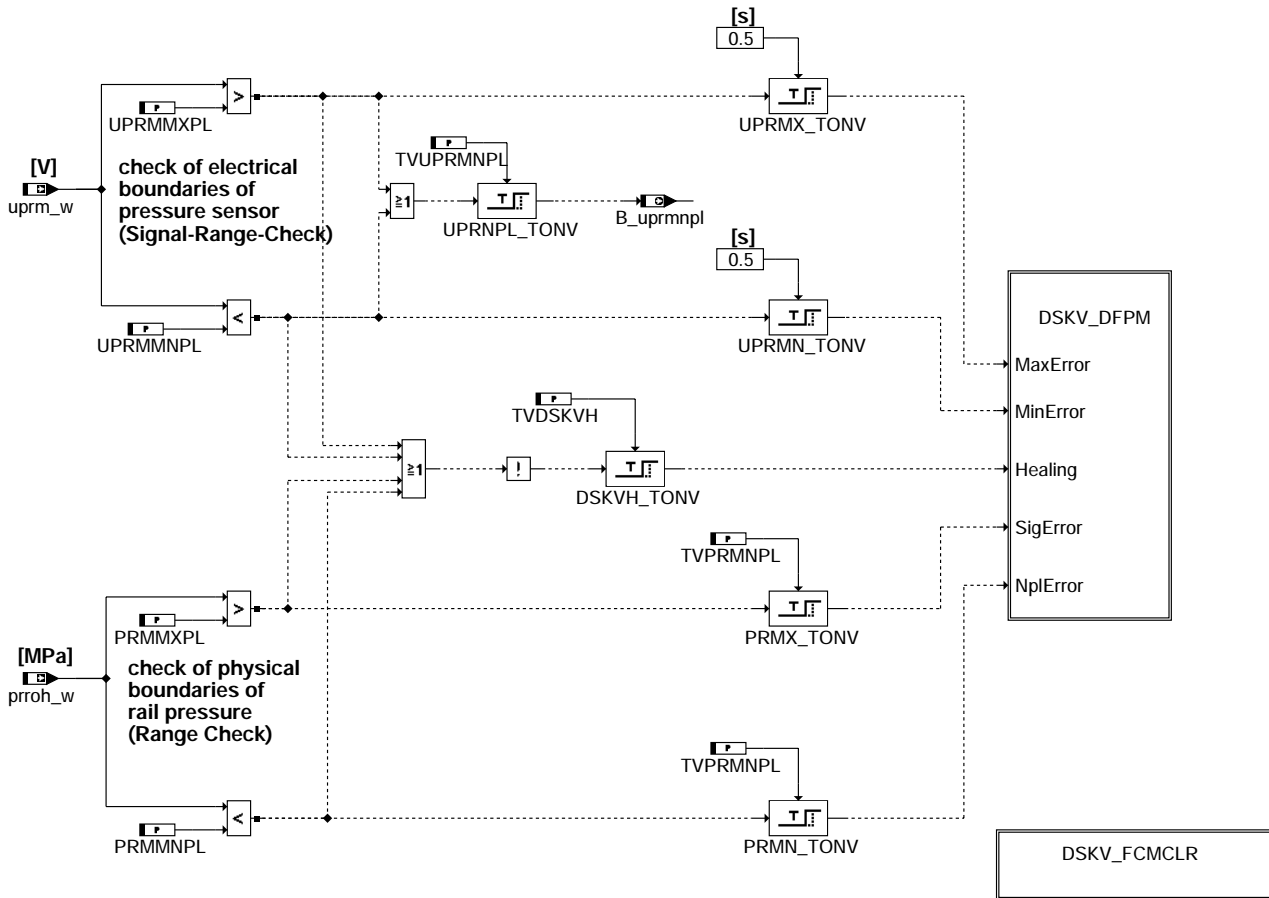 [s]
0.5
>
P
UPRMMXPL
T
UPRMX_TONV
P
TVUPRMNPL
[V]
uprm_w
check of electrical
boundaries of
pressure sensor
(Signal-Range-Check)
≥1
T
UPRNPL_TONV
B_uprmnpl
[s]
0.5
<
P
UPRMMNPL
T
UPRMN_TONV
DSKV_DFPM
MaxError
MinError
Healing
SigError
NplError
P
TVDSKVH
≥1
!
T
DSKVH_TONV
P
TVPRMNPL
>
P
PRMMXPL
T
PRMX_TONV
[MPa]
prroh_w
check of physical
boundaries of
rail pressure
(Range Check)
P
TVPRMNPL
<
P
PRMMNPL
T
PRMN_TONV
DSKV_FCMCLR